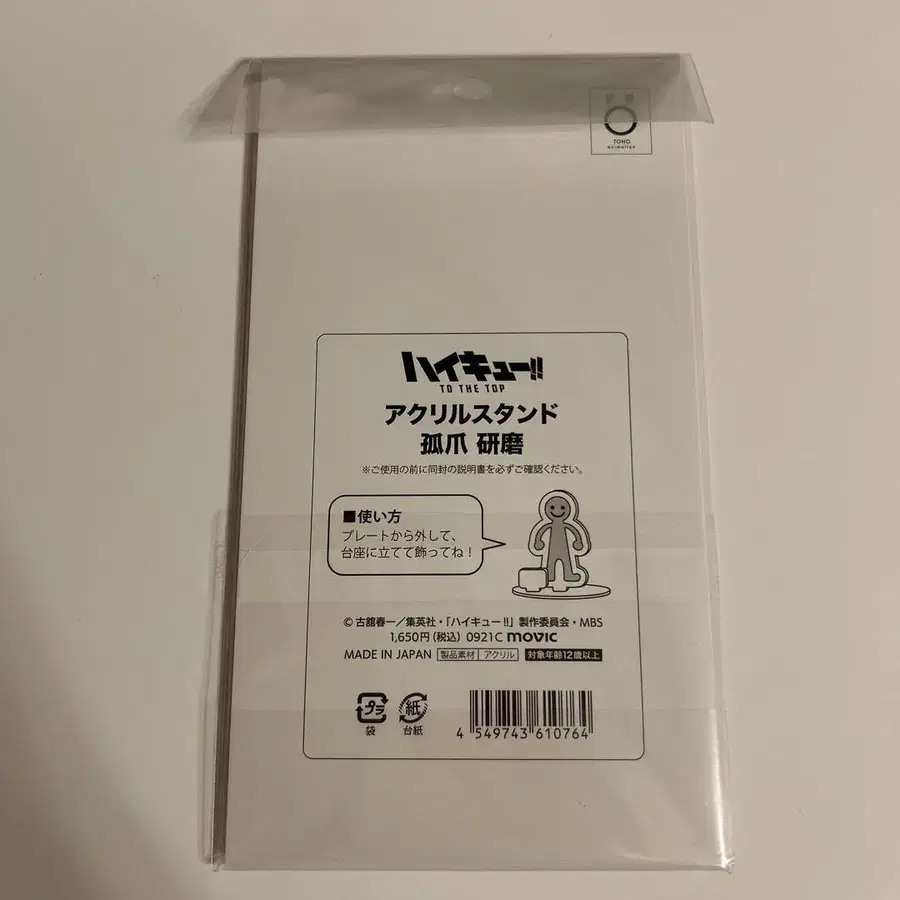 TOHO
animation
ハイキュー!!
TO THE TOP
アクリルスタンド
孤爪 研磨
※ご使用の前に同封の説明書を必ずご確認ください。
■使い方
プレートから外して、
台座に立てて飾ってね！
© 古舘春一／集英社・「ハイキュー!!」製作委員会・MBS
1,650円(税込) 0921C movic
MADE IN JAPAN 製品素材 アクリル 対象年齢12歳以上
プラ 紙
袋 台紙
4 549743 610764